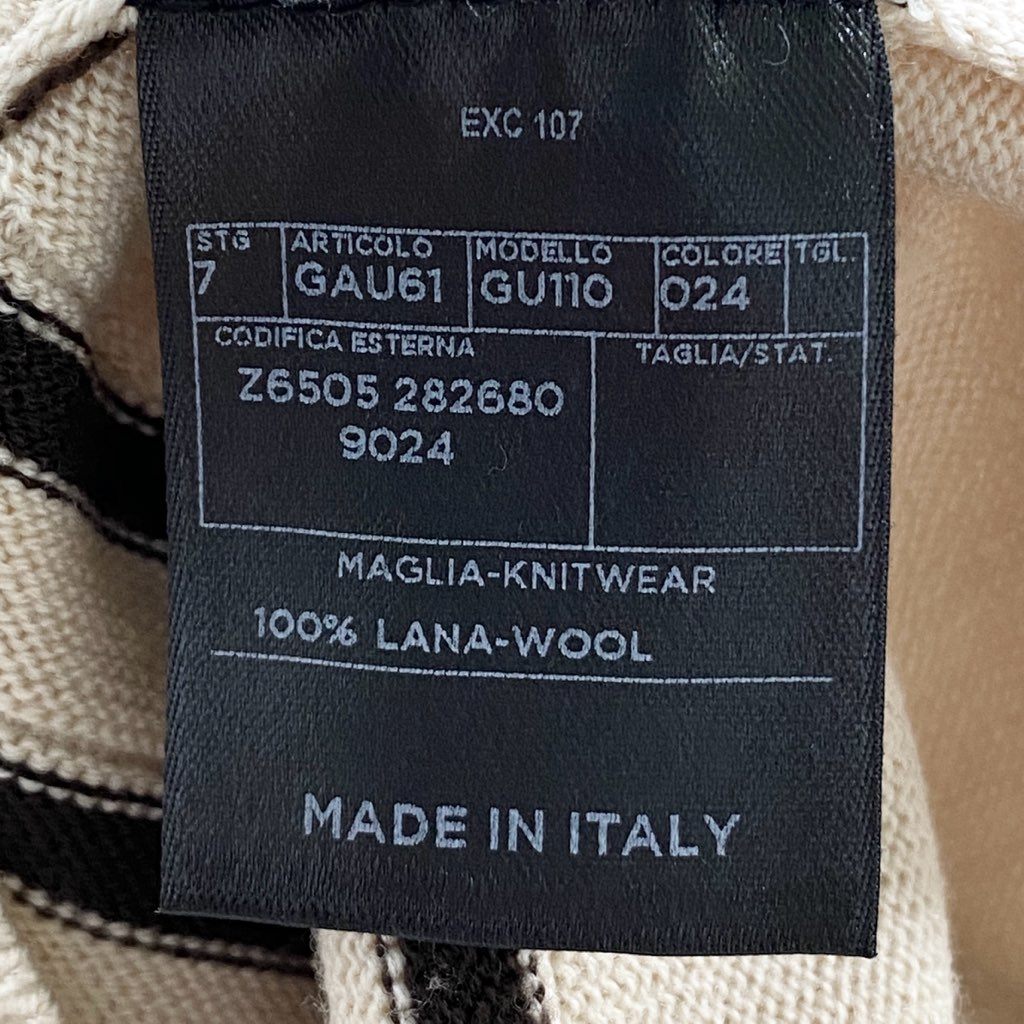 EXC 107
STG ARTICOLO MODELLO COLORE TGL.
7 GAU61 GU110 024
CODIFICA ESTERNA TAGLIA/STAT.
Z6505 282680
9024
MAGLIA-KNITWEAR
100% LANA-WOOL
MADE IN ITALY